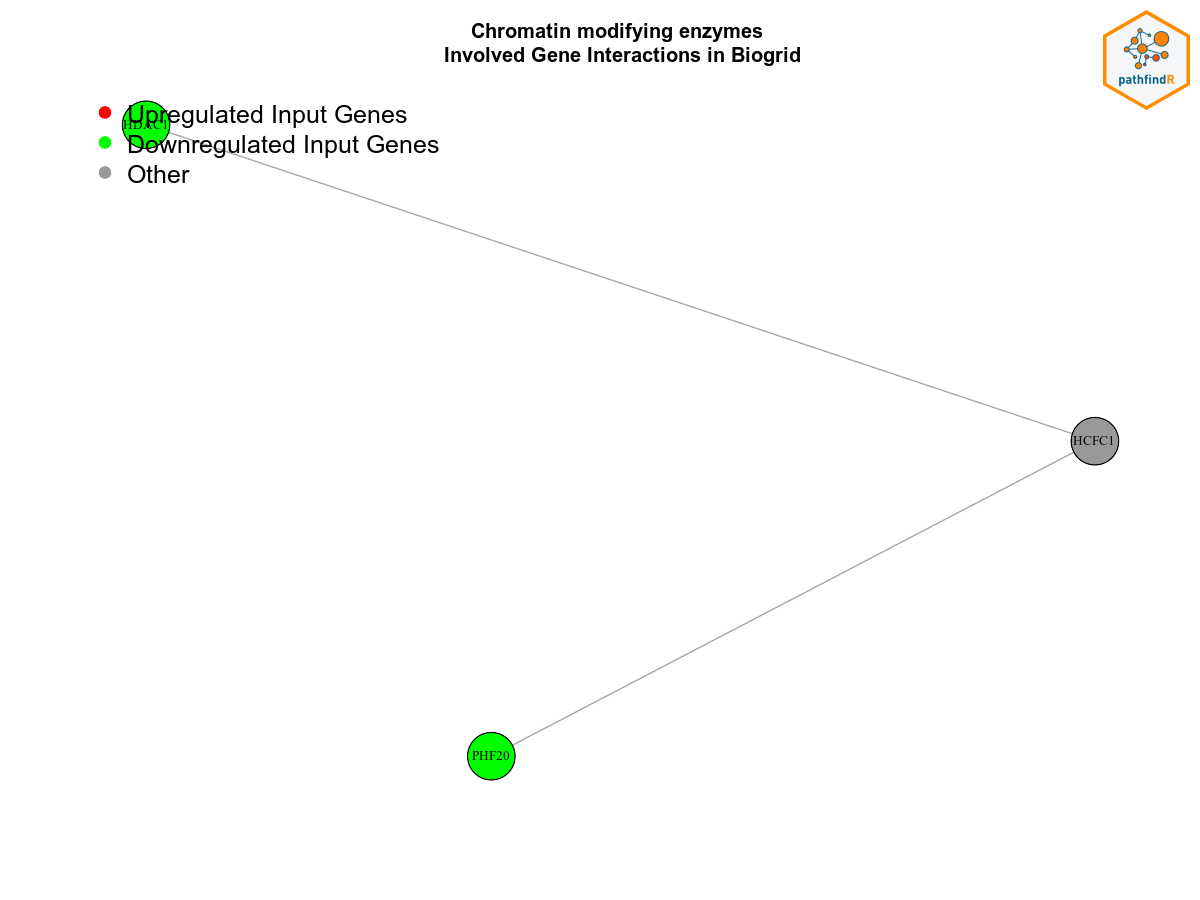 Chromatin modifying enzymes
Involved Gene Interactions in Biogrid
pathfindR
Upregulated Input Genes
HDAC1
Downregulated Input Genes
Other
HCFC1
PHF20